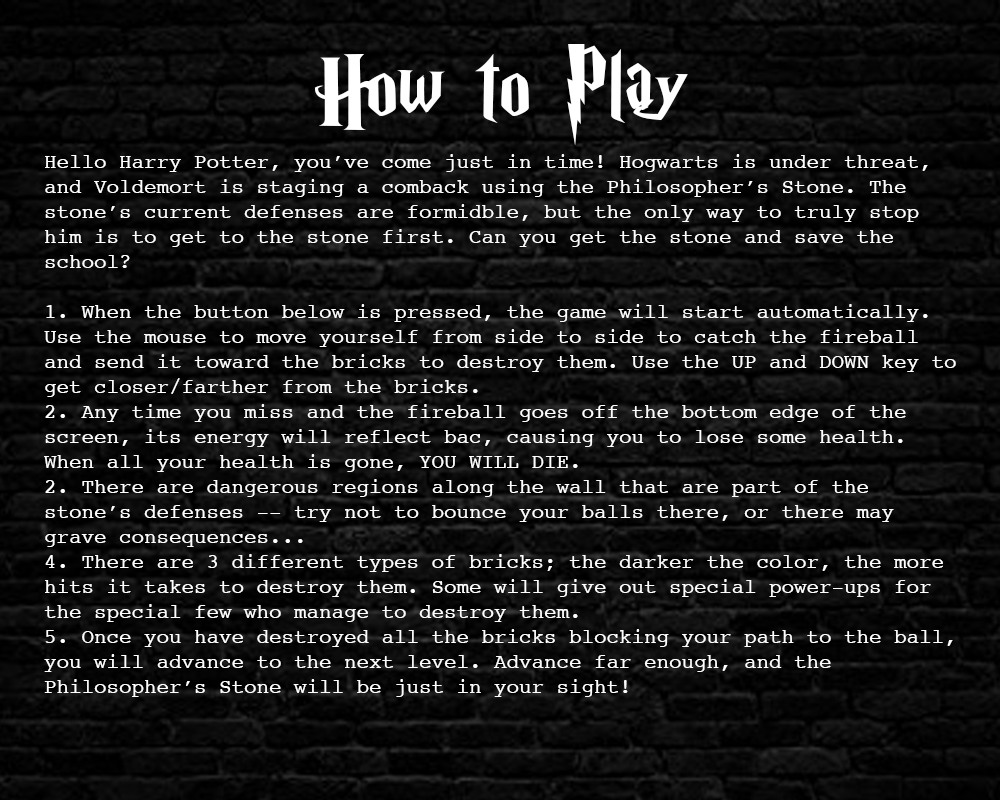 How to Play
Hello Harry Potter, you’ve come just in time! Hogwarts is under threat,
and Voldemort is staging a comback using the Philosopher’s Stone. The
stone’s current defenses are formidble, but the only way to truly stop
him is to get to the stone first. Can you get the stone and save the
school?
1. When the button below is pressed, the game will start automatically.
Use the mouse to move yourself from side to side to catch the fireball
and send it toward the bricks to destroy them. Use the UP and DOWN key to
get closer/farther from the bricks.
2. Any time you miss and the fireball goes off the bottom edge of the
screen, its energy will reflect bac, causing you to lose some health.
When all your health is gone, YOU WILL DIE.
2. There are dangerous regions along the wall that are part of the
stone’s defenses -- try not to bounce your balls there, or there may
grave consequences...
4. There are 3 different types of bricks; the darker the color, the more
hits it takes to destroy them. Some will give out special power-ups for
the special few who manage to destroy them.
5. Once you have destroyed all the bricks blocking your path to the ball,
you will advance to the next level. Advance far enough, and the
Philosopher’s Stone will be just in your sight!